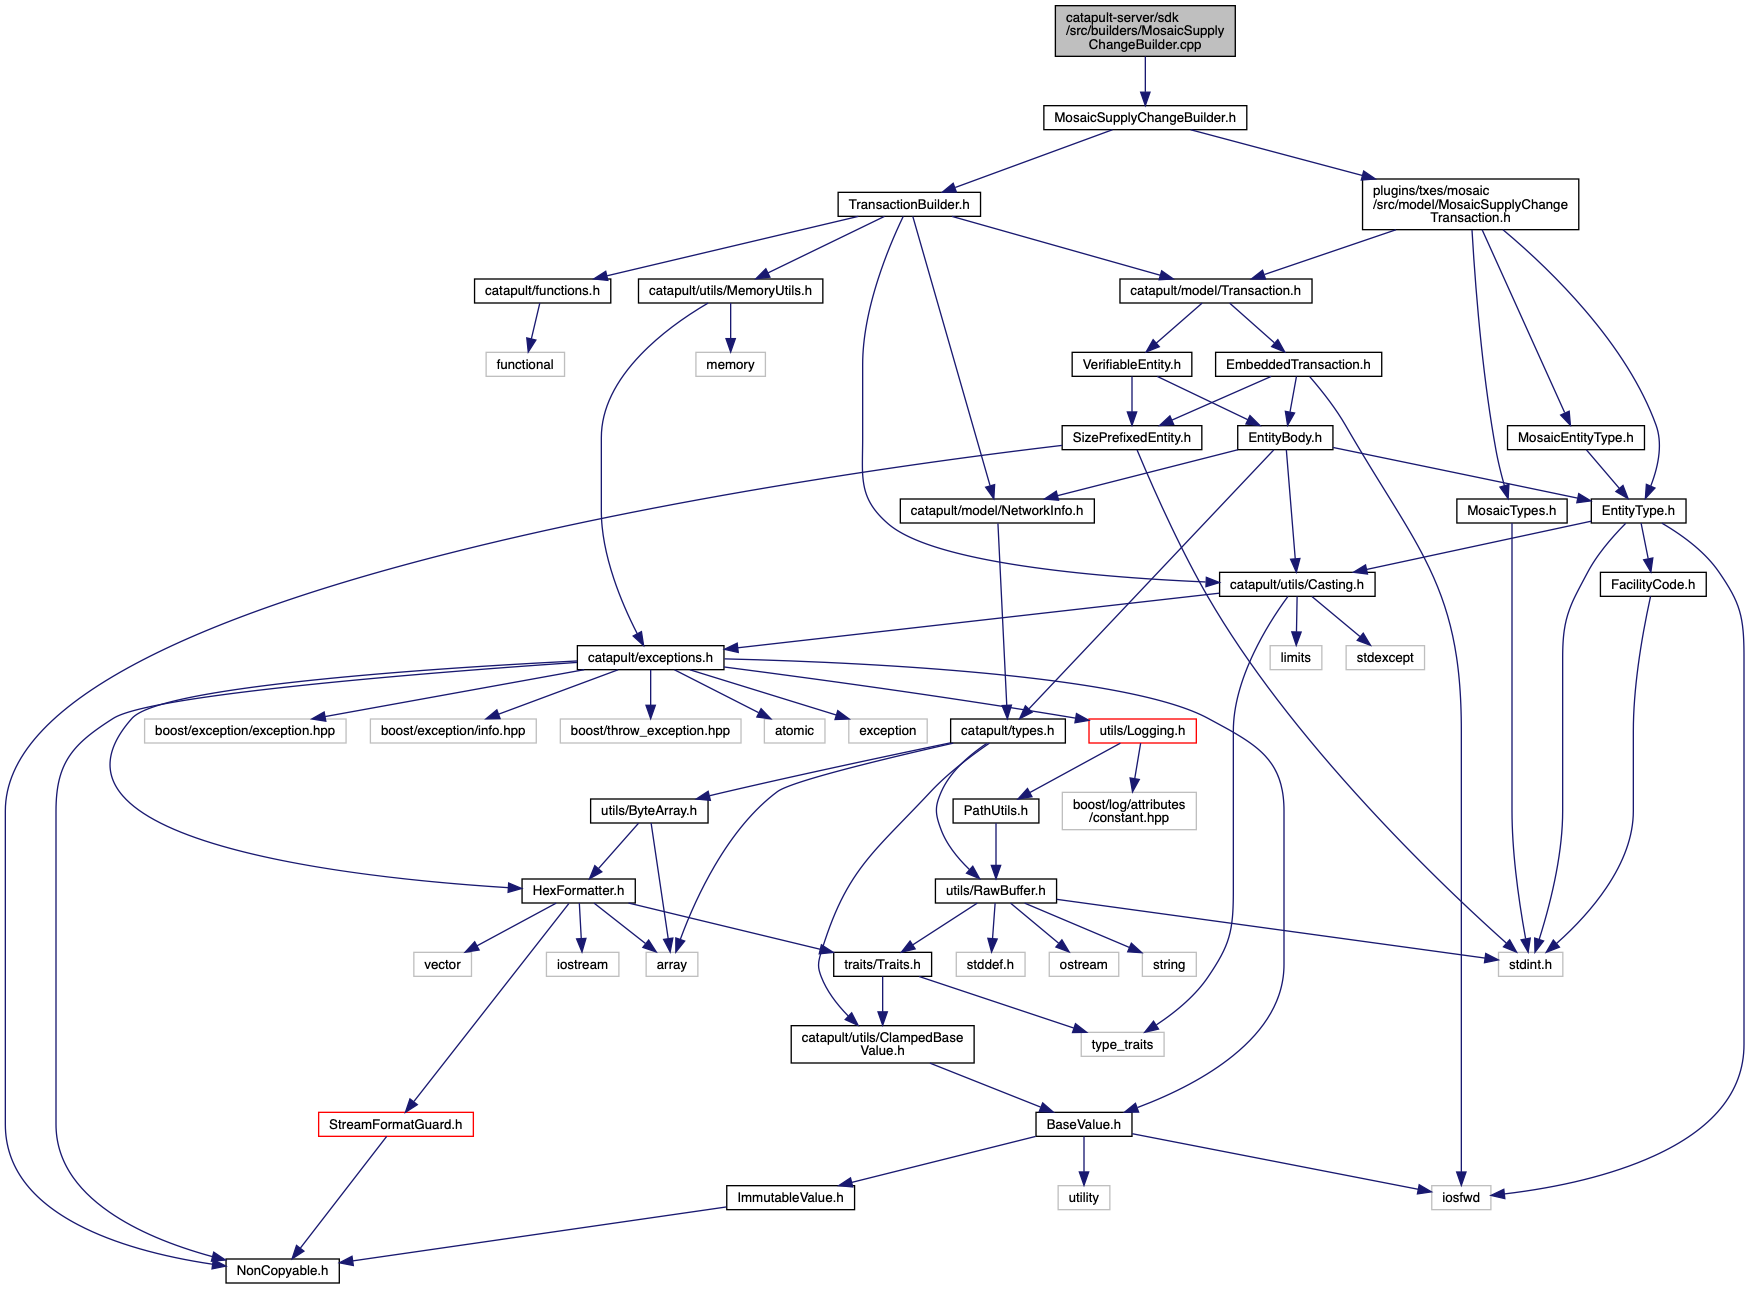 catapult-server/sdk
/src/builders/MosaicSupply
ChangeBuilder.cpp
MosaicSupplyChangeBuilder.h
TransactionBuilder.h
plugins/txes/mosaic
/src/model/MosaicSupplyChange
Transaction.h
catapult/functions.h
catapult/utils/MemoryUtils.h
catapult/model/Transaction.h
functional
memory
VerifiableEntity.h
EmbeddedTransaction.h
SizePrefixedEntity.h
EntityBody.h
MosaicEntityType.h
catapult/model/NetworkInfo.h
MosaicTypes.h
EntityType.h
catapult/utils/Casting.h
FacilityCode.h
catapult/exceptions.h
limits
stdexcept
boost/exception/exception.hpp
boost/exception/info.hpp
boost/throw_exception.hpp
atomic
exception
catapult/types.h
utils/Logging.h
utils/ByteArray.h
PathUtils.h
boost/log/attributes
/constant.hpp
HexFormatter.h
utils/RawBuffer.h
vector
iostream
array
traits/Traits.h
stddef.h
ostream
string
stdint.h
catapult/utils/ClampedBase
Value.h
type_traits
StreamFormatGuard.h
BaseValue.h
ImmutableValue.h
utility
iosfwd
NonCopyable.h